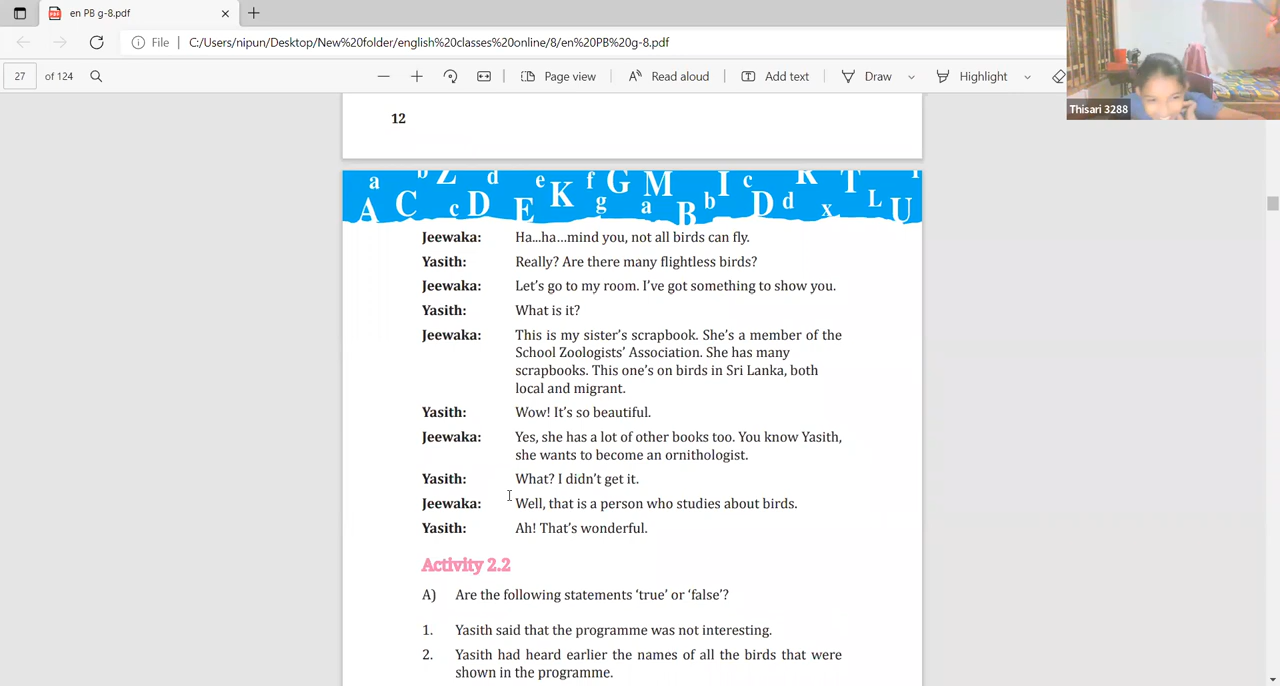 en PB g-8.pdf
File
C:/Users/nipun/Desktop/New%20folder/english%20classes%20online/8/en%20PB%20g-8.pdf
27 of 124
Page view
Read aloud
Add text
Draw
Highlight
Thisari 3288
12
a b Z d e K f G M I c R T l
A C c D E g a B b D d x L U
Jeewaka: Ha...ha...mind you, not all birds can fly.
Yasith: Really? Are there many flightless birds?
Jeewaka: Let's go to my room. I've got something to show you.
Yasith: What is it?
Jeewaka: This is my sister's scrapbook. She's a member of the
School Zoologists' Association. She has many
scrapbooks. This one's on birds in Sri Lanka, both
local and migrant.
Yasith: Wow! It's so beautiful.
Jeewaka: Yes, she has a lot of other books too. You know Yasith,
she wants to become an ornithologist.
Yasith: What? I didn't get it.
Jeewaka: Well, that is a person who studies about birds.
Yasith: Ah! That's wonderful.
Activity 2.2
A) Are the following statements 'true' or 'false'?
1. Yasith said that the programme was not interesting.
2. Yasith had heard earlier the names of all the birds that were
shown in the programme.